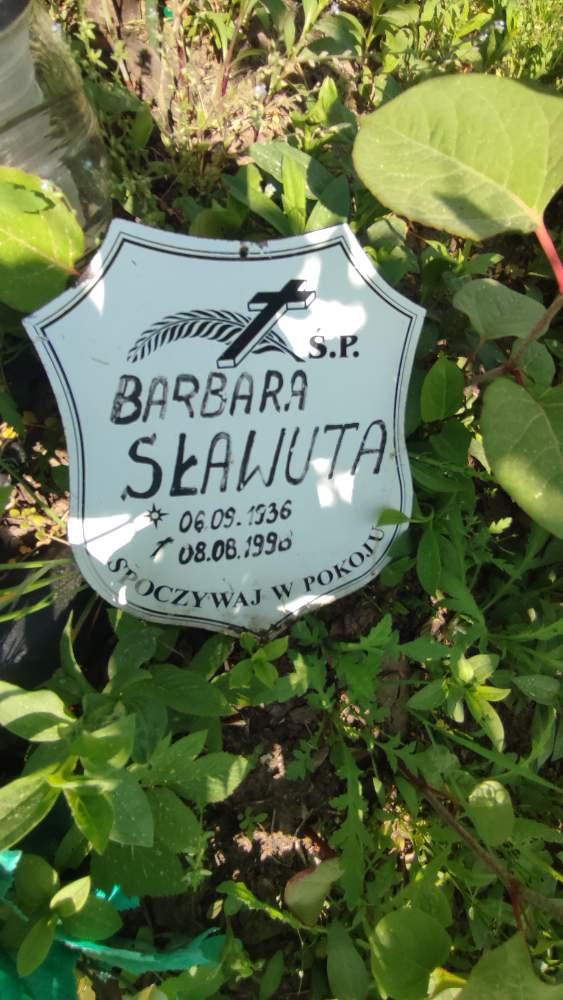 Ś.P.
BARBARA
SŁAWUTA
06.09.1936
08.08.1998
SPOCZYWAJ W POKOJU